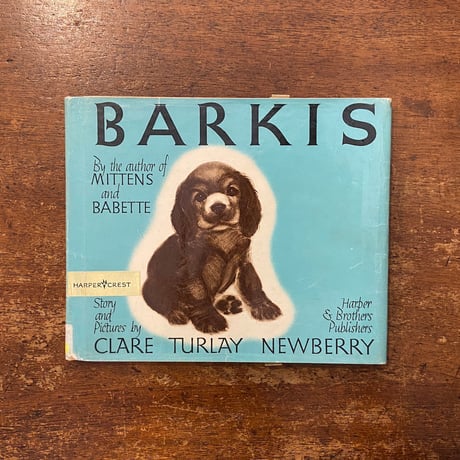 BARKIS
By the author of
MITTENS
and
BABETTE
HARPER CREST
Story
and
Pictures by
CLARE TURLAY NEWBERRY
Harper
& Brothers
Publishers